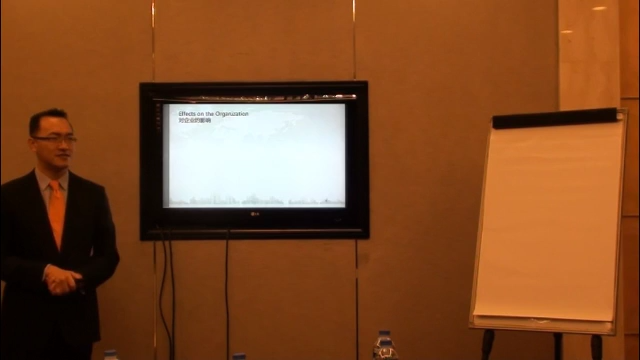 Effects on the Organization
对企业的影响
LG